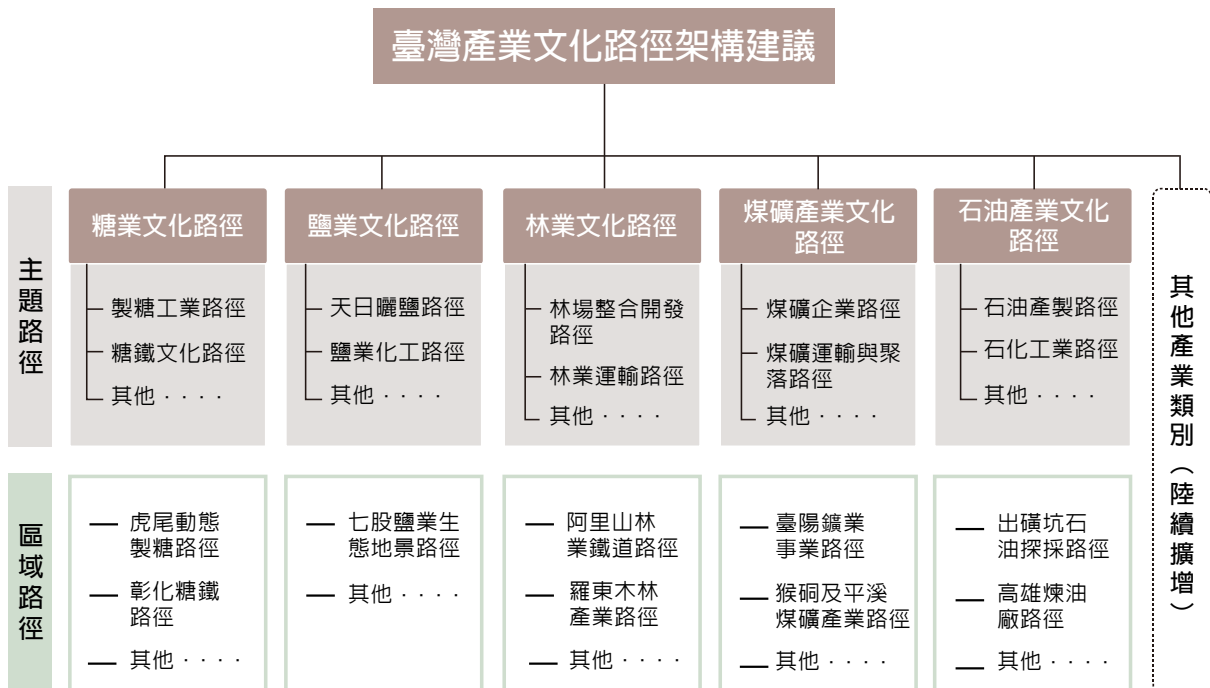 臺灣產業文化路徑架構建議
主題路徑
糖業文化路徑
製糖工業路徑
糖鐵文化路徑
其他‧‧‧‧
鹽業文化路徑
天日曬鹽路徑
鹽業化工路徑
其他‧‧‧‧
林業文化路徑
林場整合開發
路徑
林業運輸路徑
其他‧‧‧‧
煤礦產業文化
路徑
煤礦企業路徑
煤礦運輸與聚
落路徑
其他‧‧‧‧
石油產業文化
路徑
石油產製路徑
石化工業路徑
其他‧‧‧‧
其他產業類別（陸續擴增）
區域路徑
虎尾動態
製糖路徑
彰化糖鐵
路徑
其他‧‧‧‧
七股鹽業生
態地景路徑
其他‧‧‧‧
阿里山林
業鐵道路徑
羅東木林
產業路徑
其他‧‧‧‧
臺陽鑛業
事業路徑
猴硐及平溪
煤礦產業路徑
其他‧‧‧‧
出磺坑石
油探採路徑
高雄煉油
廠路徑
其他‧‧‧‧